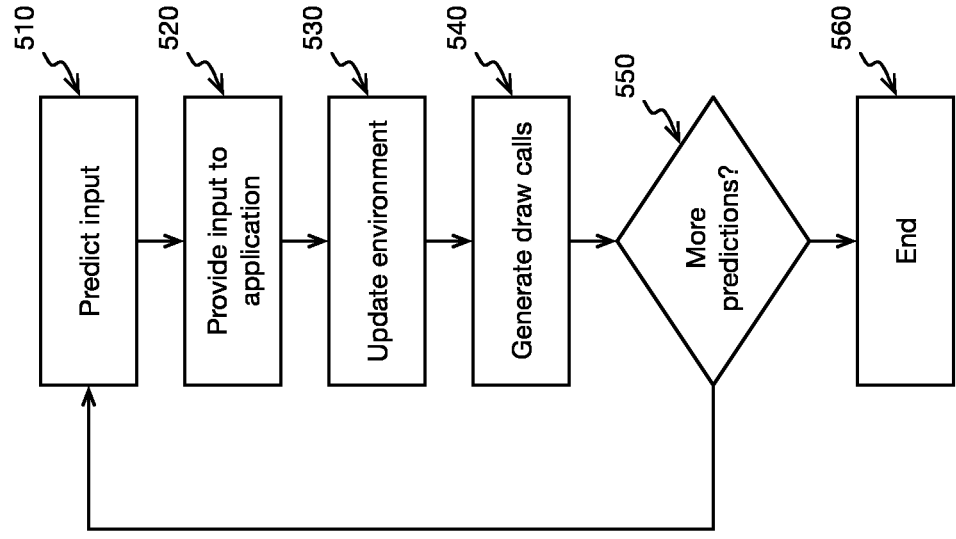 510
Predict input
520
Provide input to
application
530
Update environment
540
Generate draw calls
550
More
predictions?
560
End